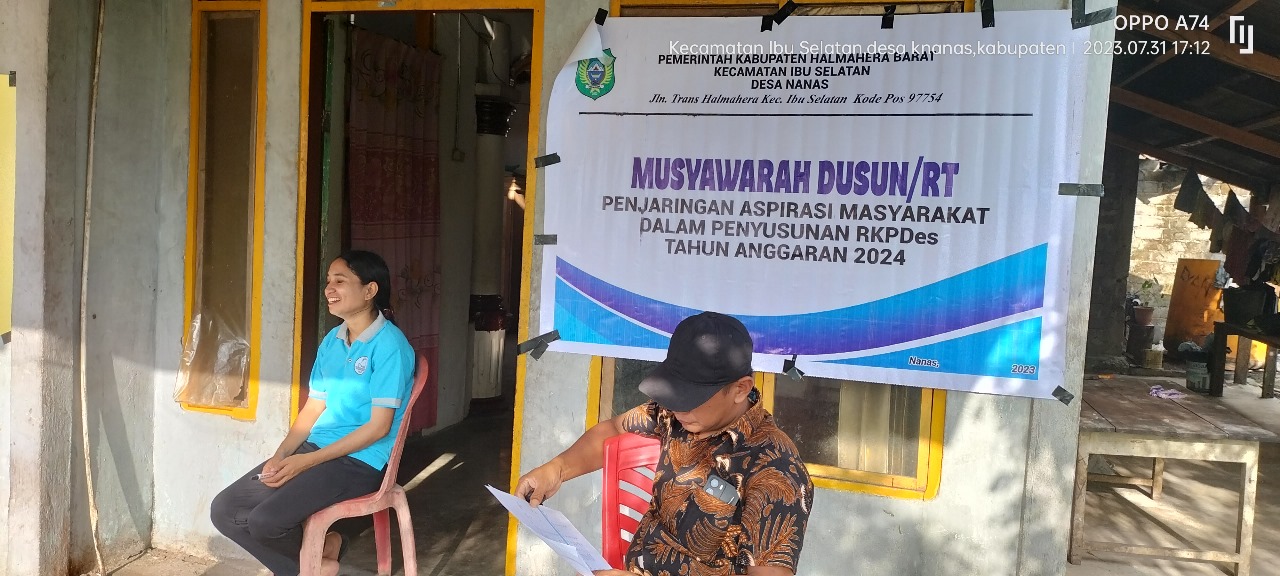 OPPO A74
Kecamatan Ibu Selatan,desa knanas,kabupaten | 2023.07.31 17:12
PEMERINTAH KABUPATEN HALMAHERA BARAT
KECAMATAN IBU SELATAN
DESA NANAS
Jln. Trans Halmahera Kec. Ibu Selatan Kode Pos 97754
MUSYAWARAH DUSUN/RT
PENJARINGAN ASPIRASI MASYARAKAT
DALAM PENYUSUNAN RKPDes
TAHUN ANGGARAN 2024
Nanas, 2023